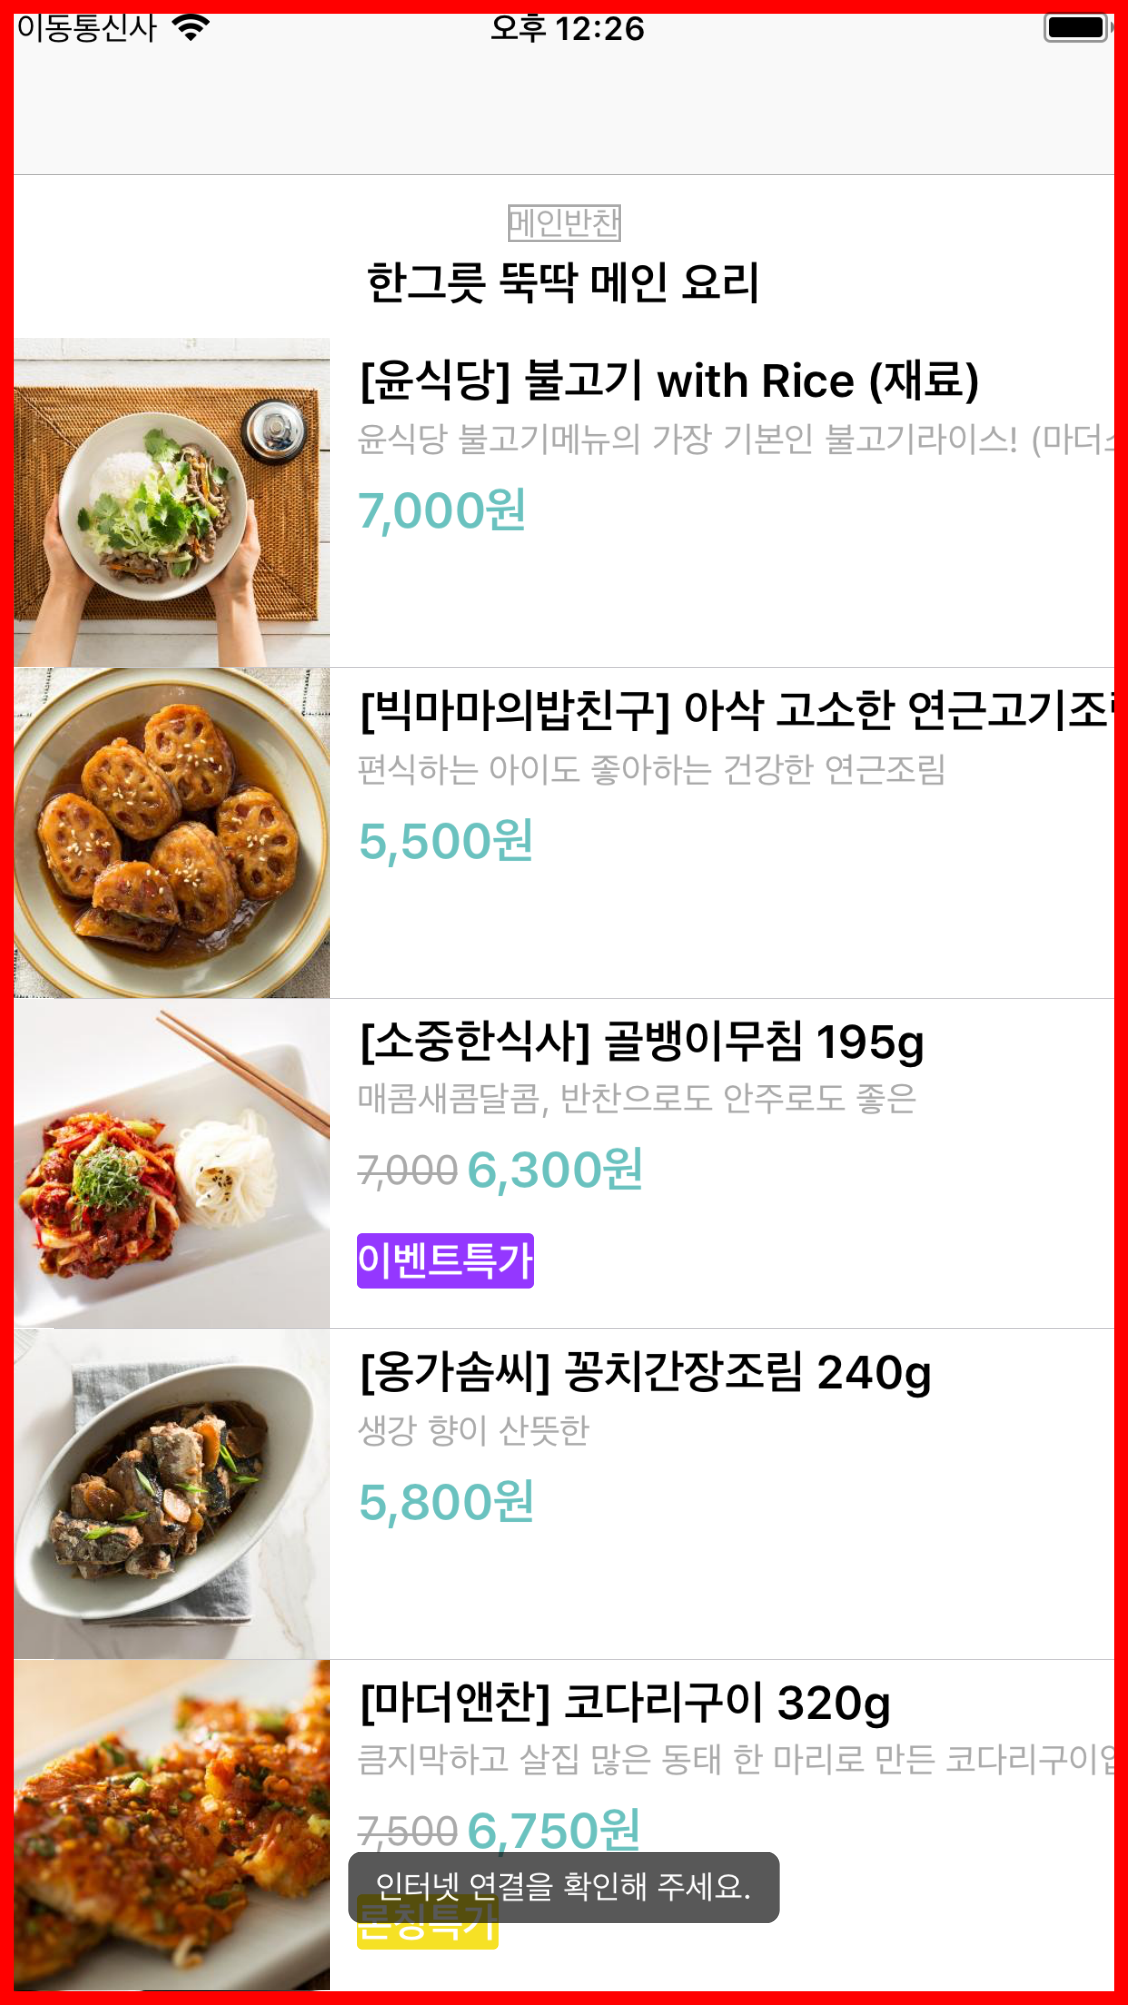 이동통신사
오후 12:26
메인반찬
한그릇 뚝딱 메인 요리
[윤식당] 불고기 with Rice (재료)
윤식당 불고기메뉴의 가장 기본인 불고기라이스! (마더
7,000원
[빅마마의밥친구] 아삭 고소한 연근고기조
편식하는 아이도 좋아하는 건강한 연근조림
5,500원
[소중한식사] 골뱅이무침 195g
매콤새콤달콤, 반찬으로도 안주로도 좋은
7,000 6,300원
이벤트특가
[옹가솜씨] 꽁치간장조림 240g
생강 향이 산뜻한
5,800원
[마더앤찬] 코다리구이 320g
큼지막하고 살집 많은 동태 한 마리로 만든 코다리구이
7,500 6,750원
인터넷 연결을 확인해 주세요.
론칭특가